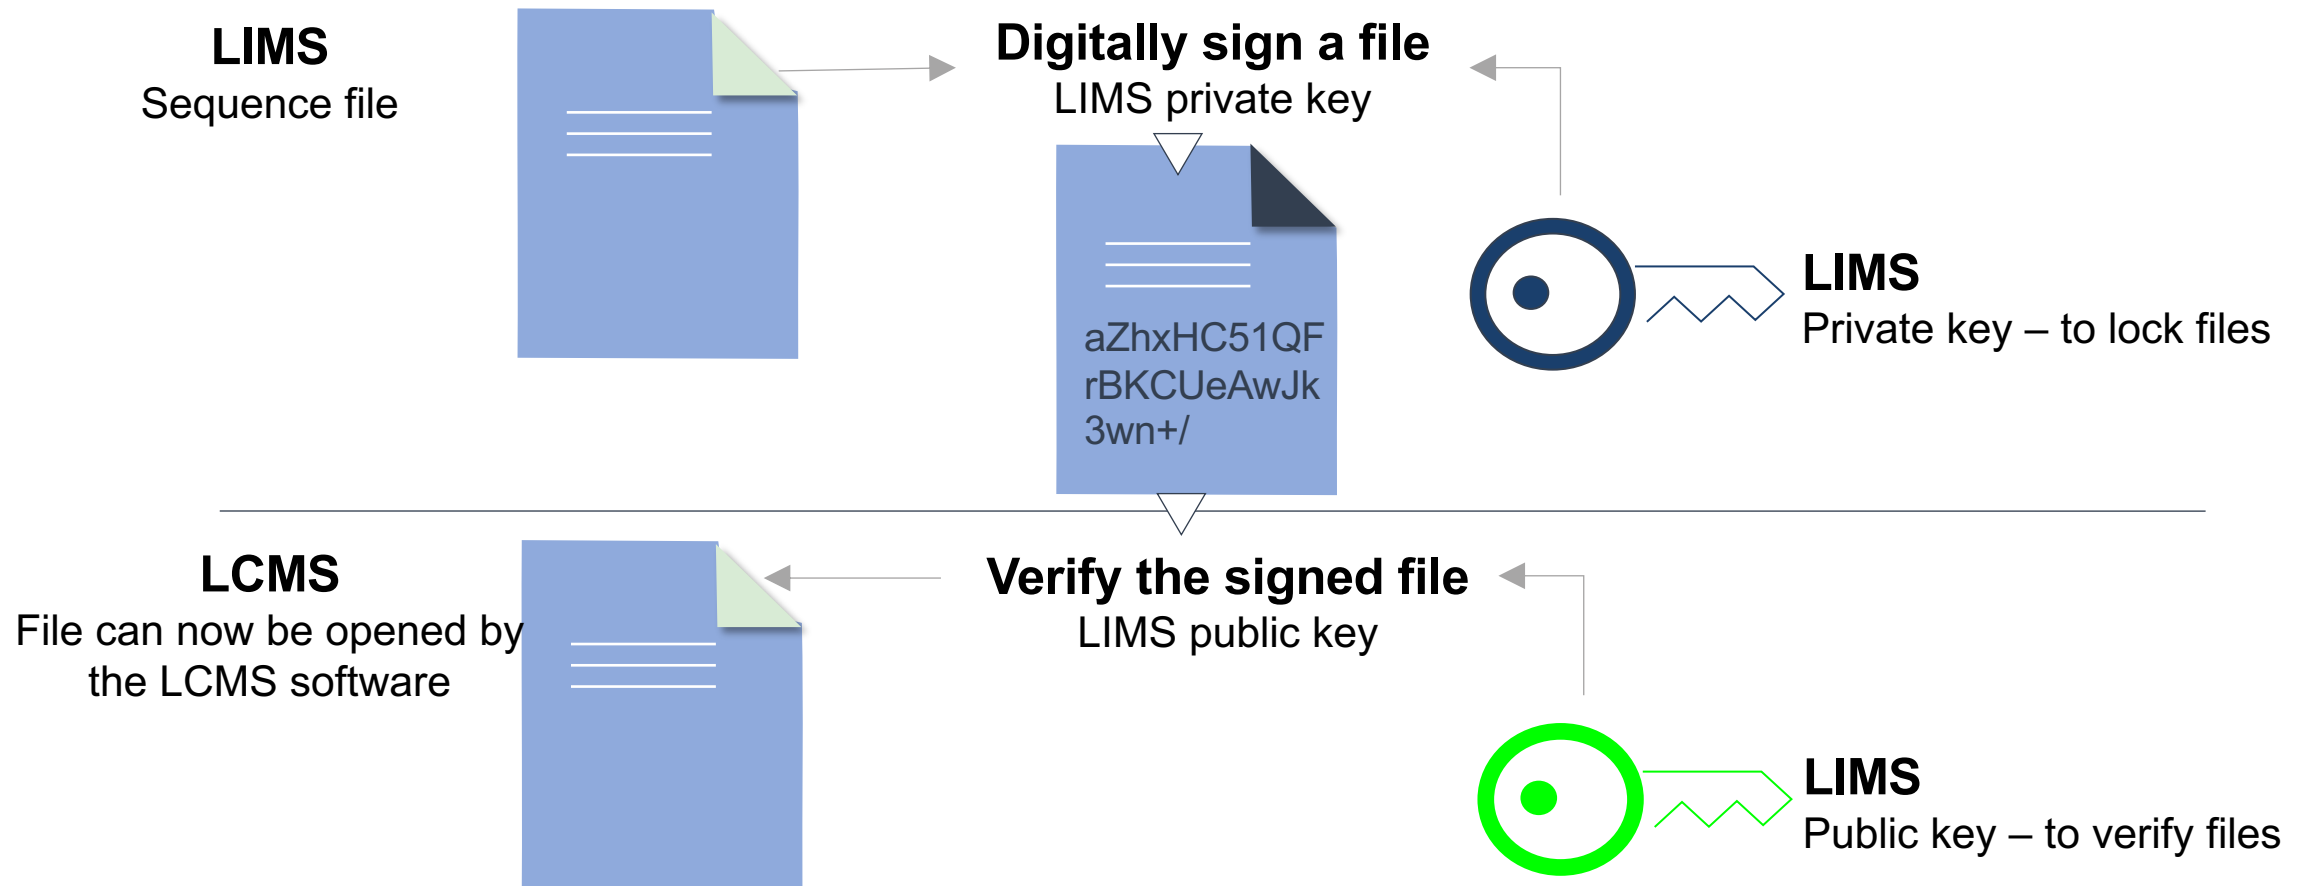 LIMS
Sequence file
Digitally sign a file
LIMS private key
aZhxHC51QF
rBKCUeAwJk
3wn+/
LIMS
Private key – to lock files
LCMS
File can now be opened by
the LCMS software
Verify the signed file
LIMS public key
LIMS
Public key – to verify files